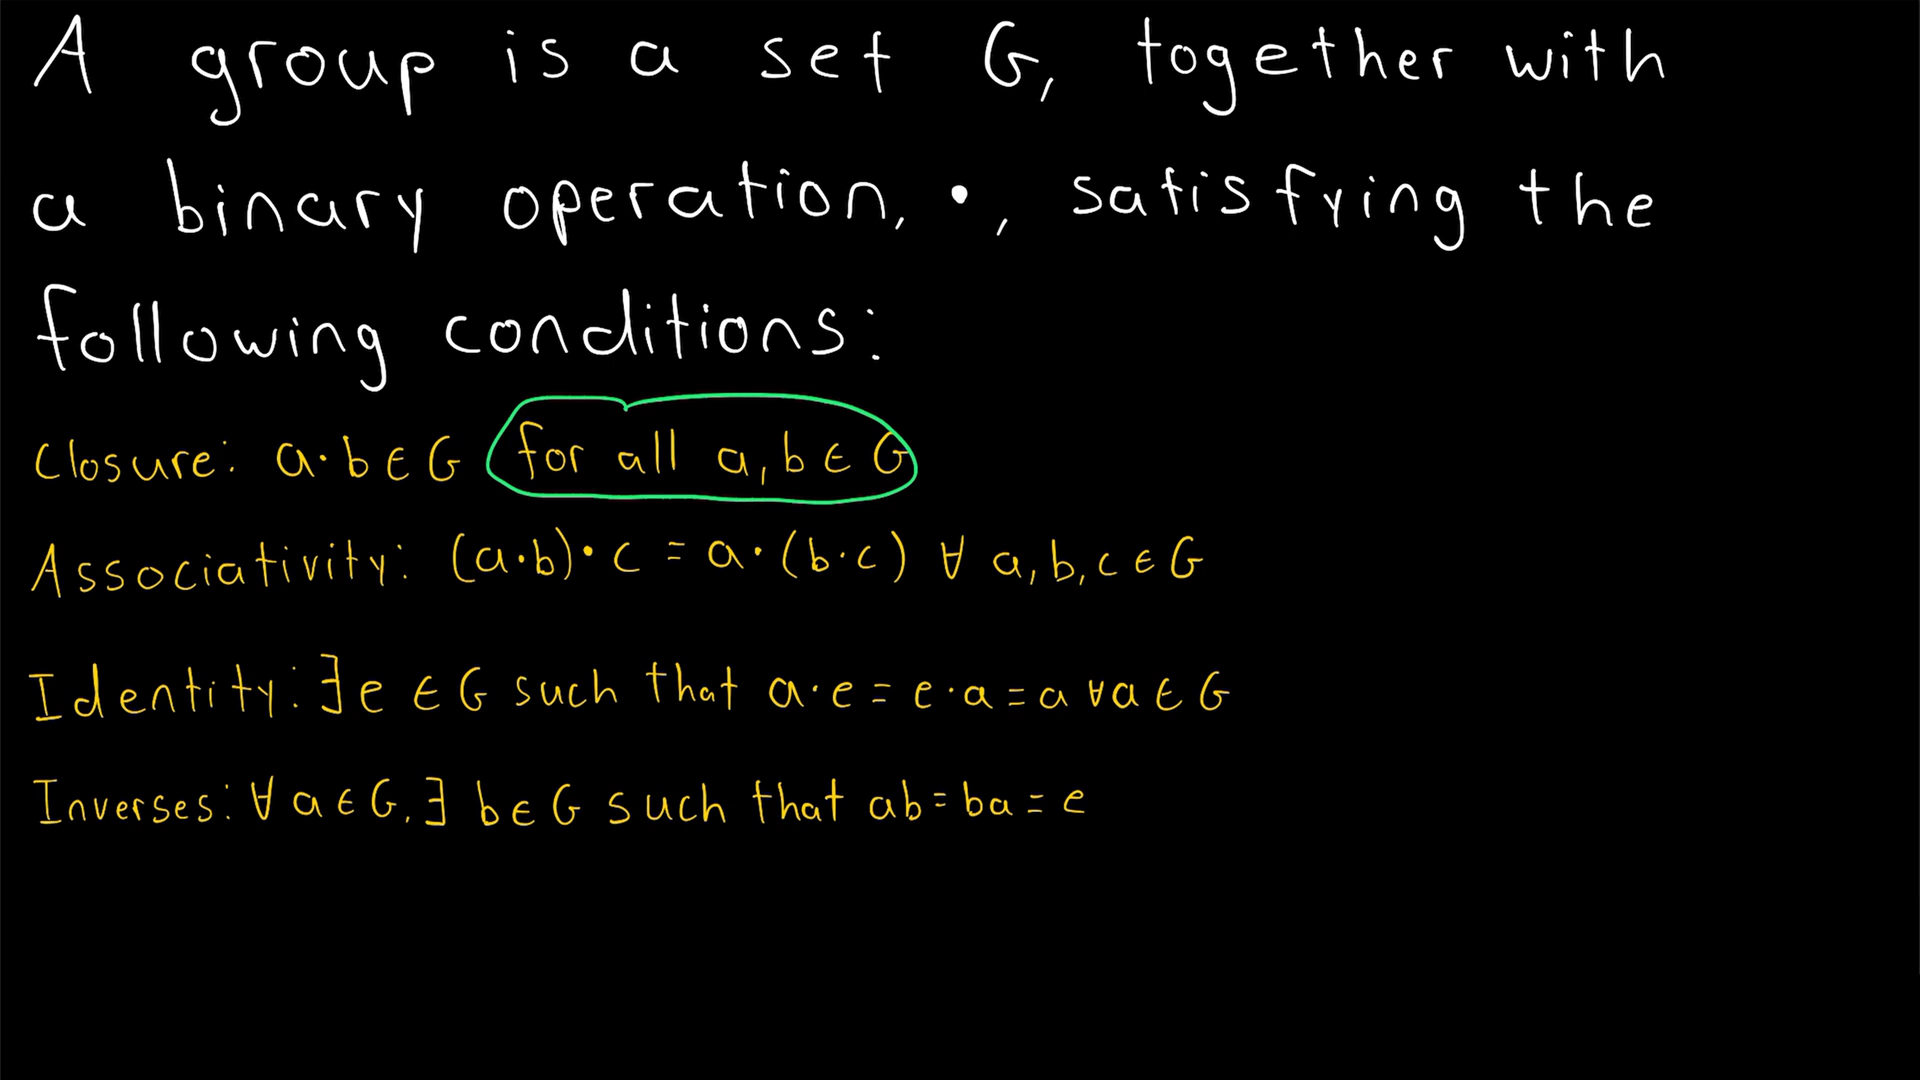 A group is a set G, together with
a binary operation, •, satisfying the
following conditions:
Closure: a·b∈G for all a,b∈G
Associativity: (a·b)·c = a·(b·c) ∀ a,b,c∈G
Identity: ∃e ∈G such that a·e = e·a = a ∀a∈G
Inverses: ∀a∈G,∃ b∈G such that ab=ba=e